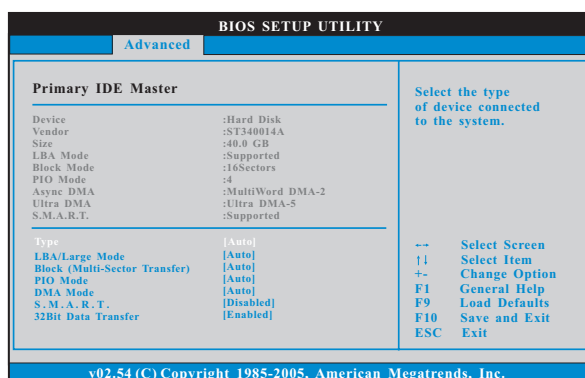 BIOS SETUP UTILITY
Advanced
Primary IDE Master
Device :Hard Disk
Vendor :ST340014A
Size :40.0 GB
LBA Mode :Supported
Block Mode :16Sectors
PIO Mode :4
Async DMA :MultiWord DMA-2
Ultra DMA :Ultra DMA-5
S.M.A.R.T. :Supported
Type [Auto]
LBA/Large Mode [Auto]
Block (Multi-Sector Transfer) [Auto]
PIO Mode [Auto]
DMA Mode [Auto]
S.M.A.R.T. [Disabled]
32Bit Data Transfer [Enabled]
Select the type
of device connected
to the system.
←→ Select Screen
↑↓ Select Item
+- Change Option
F1 General Help
F9 Load Defaults
F10 Save and Exit
ESC Exit
v02.54 (C) Copyright 1985-2005, American Megatrends, Inc.